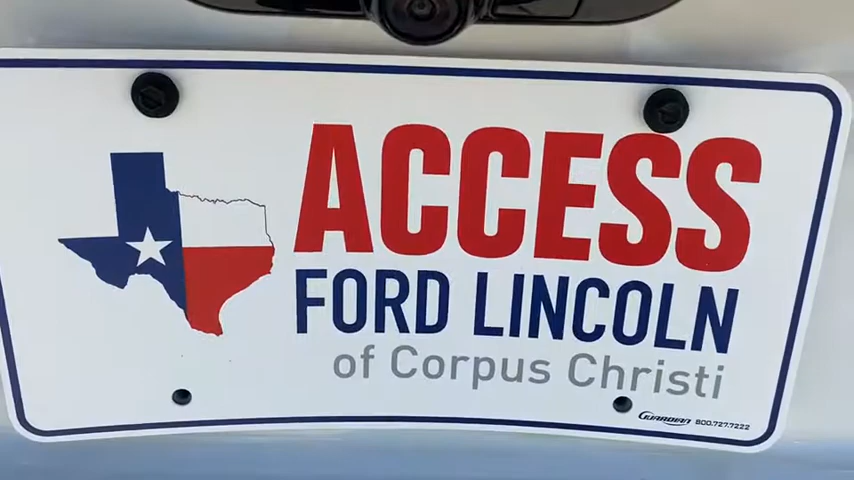 ACCESS
FORD LINCOLN
of Corpus Christi
GUARDIAN 800.727.7222